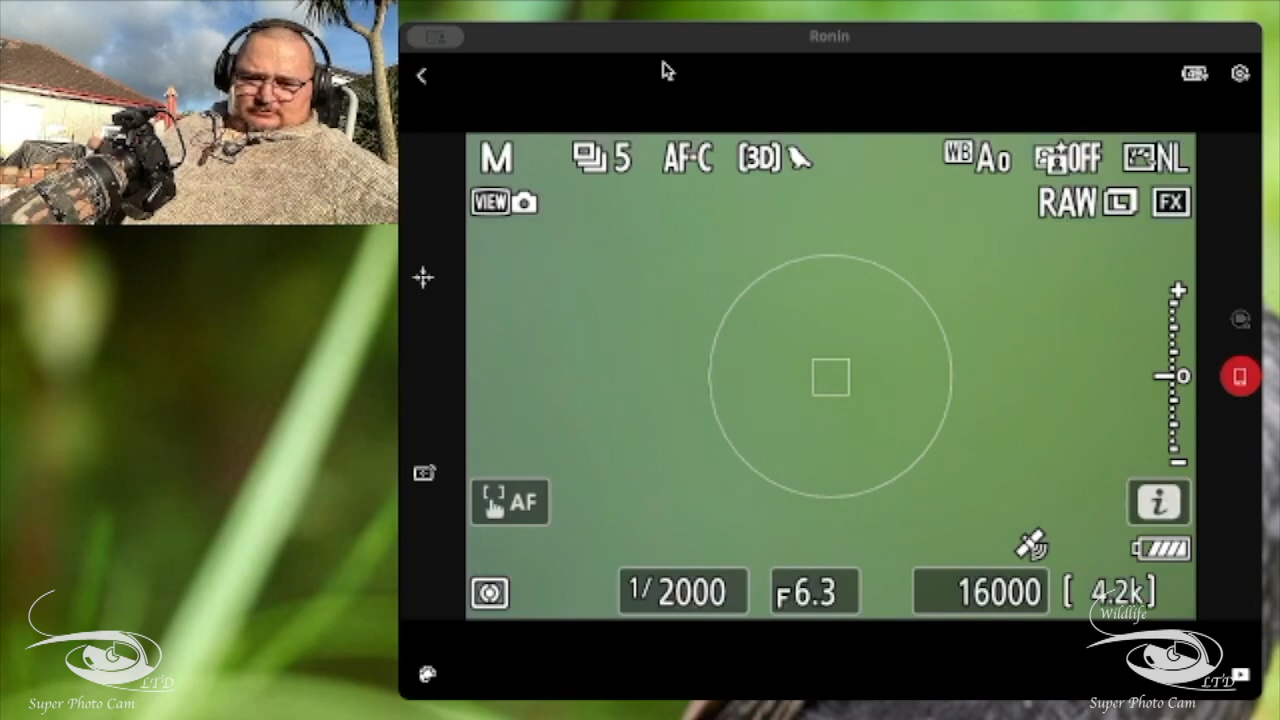 Ronin
M 5 AF-C [3D] WB A0 OFF NL
VIEW RAW L FX
+
0
-
AF i
1/2000 F6.3 16000 [ 4.2k]
Wildlife
LTD
Super Photo Cam
LTD
Super Photo Cam